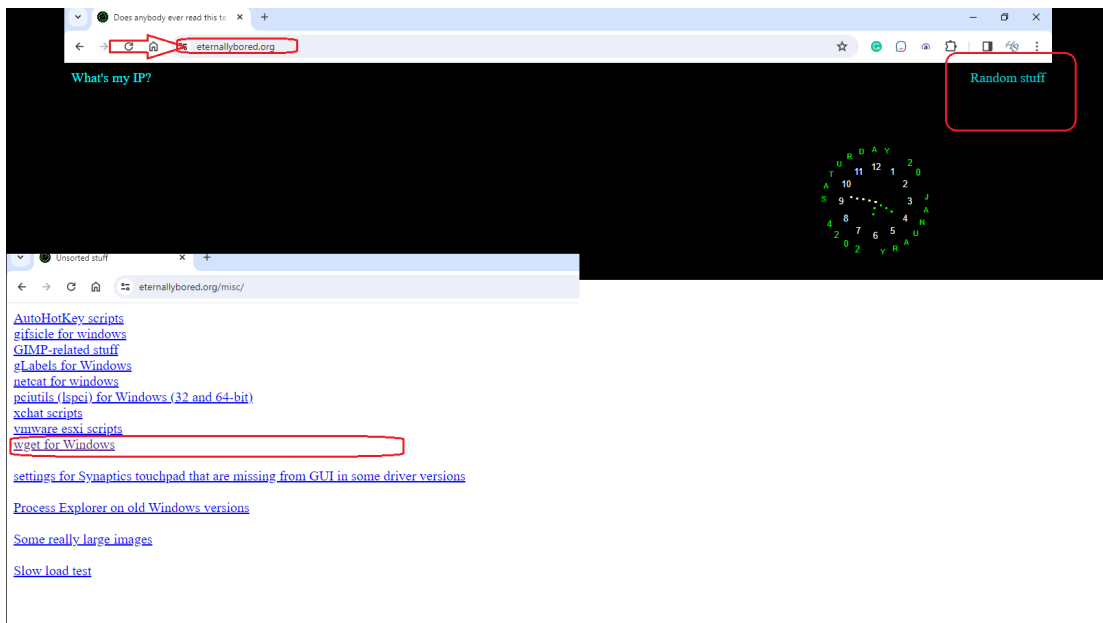 Does anybody ever read this te
eternallybored.org
What's my IP?
Random stuff
SATURDAY 20 JANUARY 2024
12
11 1
10 2
9 3
8 4
7 6 5
Unsorted stuff
eternallybored.org/misc/
AutoHotKey scripts
gifsicle for windows
GIMP-related stuff
gLabels for Windows
netcat for windows
pciutils (lspci) for Windows (32 and 64-bit)
xchat scripts
vmware esxi scripts
wget for Windows
settings for Synaptics touchpad that are missing from GUI in some driver versions
Process Explorer on old Windows versions
Some really large images
Slow load test